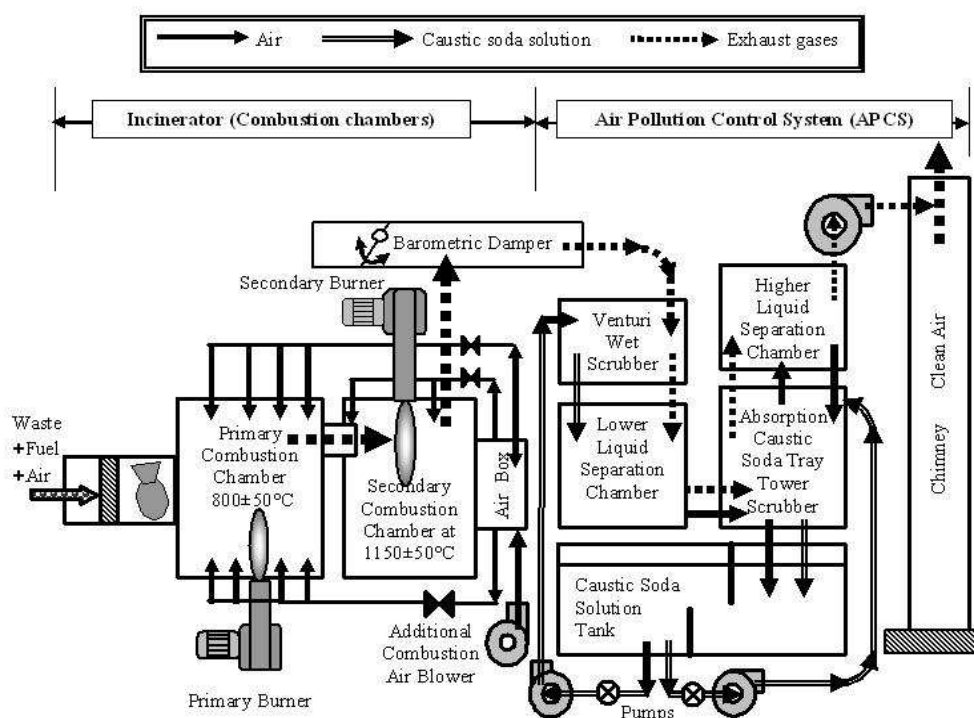 Air
Caustic soda solution
Exhaust gases
Incinerator (Combustion chambers)
Air Pollution Control System (APCS)
Barometric Damper
Secondary Burner
Waste
+Fuel
+Air
Primary
Combustion
Chamber
800±50°C
Secondary
Combustion
Chamber at
1150±50°C
Air Box
Additional
Combustion
Air Blower
Primary Burner
Venturi
Wet
Scrubber
Lower
Liquid
Separation
Chamber
Higher
Liquid
Separation
Chamber
Absorption
Caustic
Soda Tray
Tower
Scrubber
Caustic Soda
Solution
Tank
Pumps
Chimney Clean Air